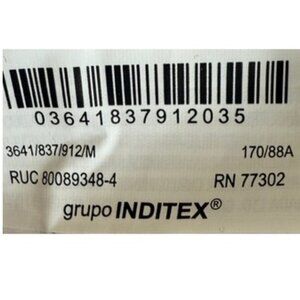 03641837912035
3641/837/912/M 170/88A
RUC 80089348-4 RN 77302
grupo INDITEX®